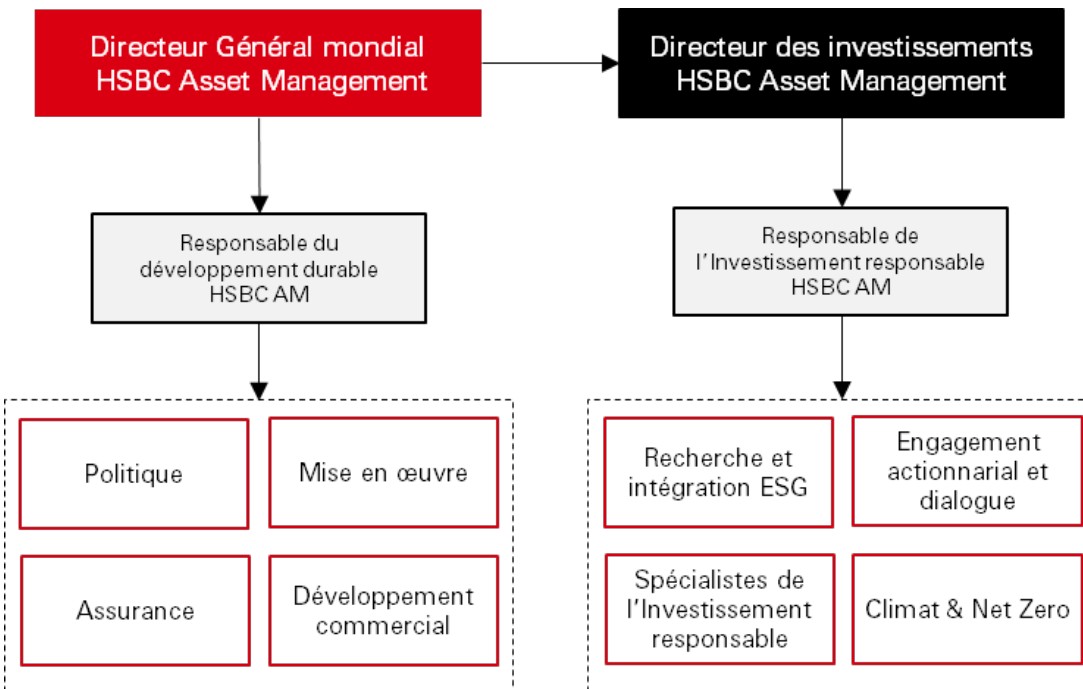 Directeur Général mondial
HSBC Asset Management
Directeur des investissements
HSBC Asset Management
Responsable du
développement durable
HSBC AM
Responsable de
l'Investissement responsable
HSBC AM
Politique
Mise en œuvre
Assurance
Développement
commercial
Recherche et
intégration ESG
Engagement
actionnarial et
dialogue
Spécialistes de
l'Investissement
responsable
Climat & Net Zero